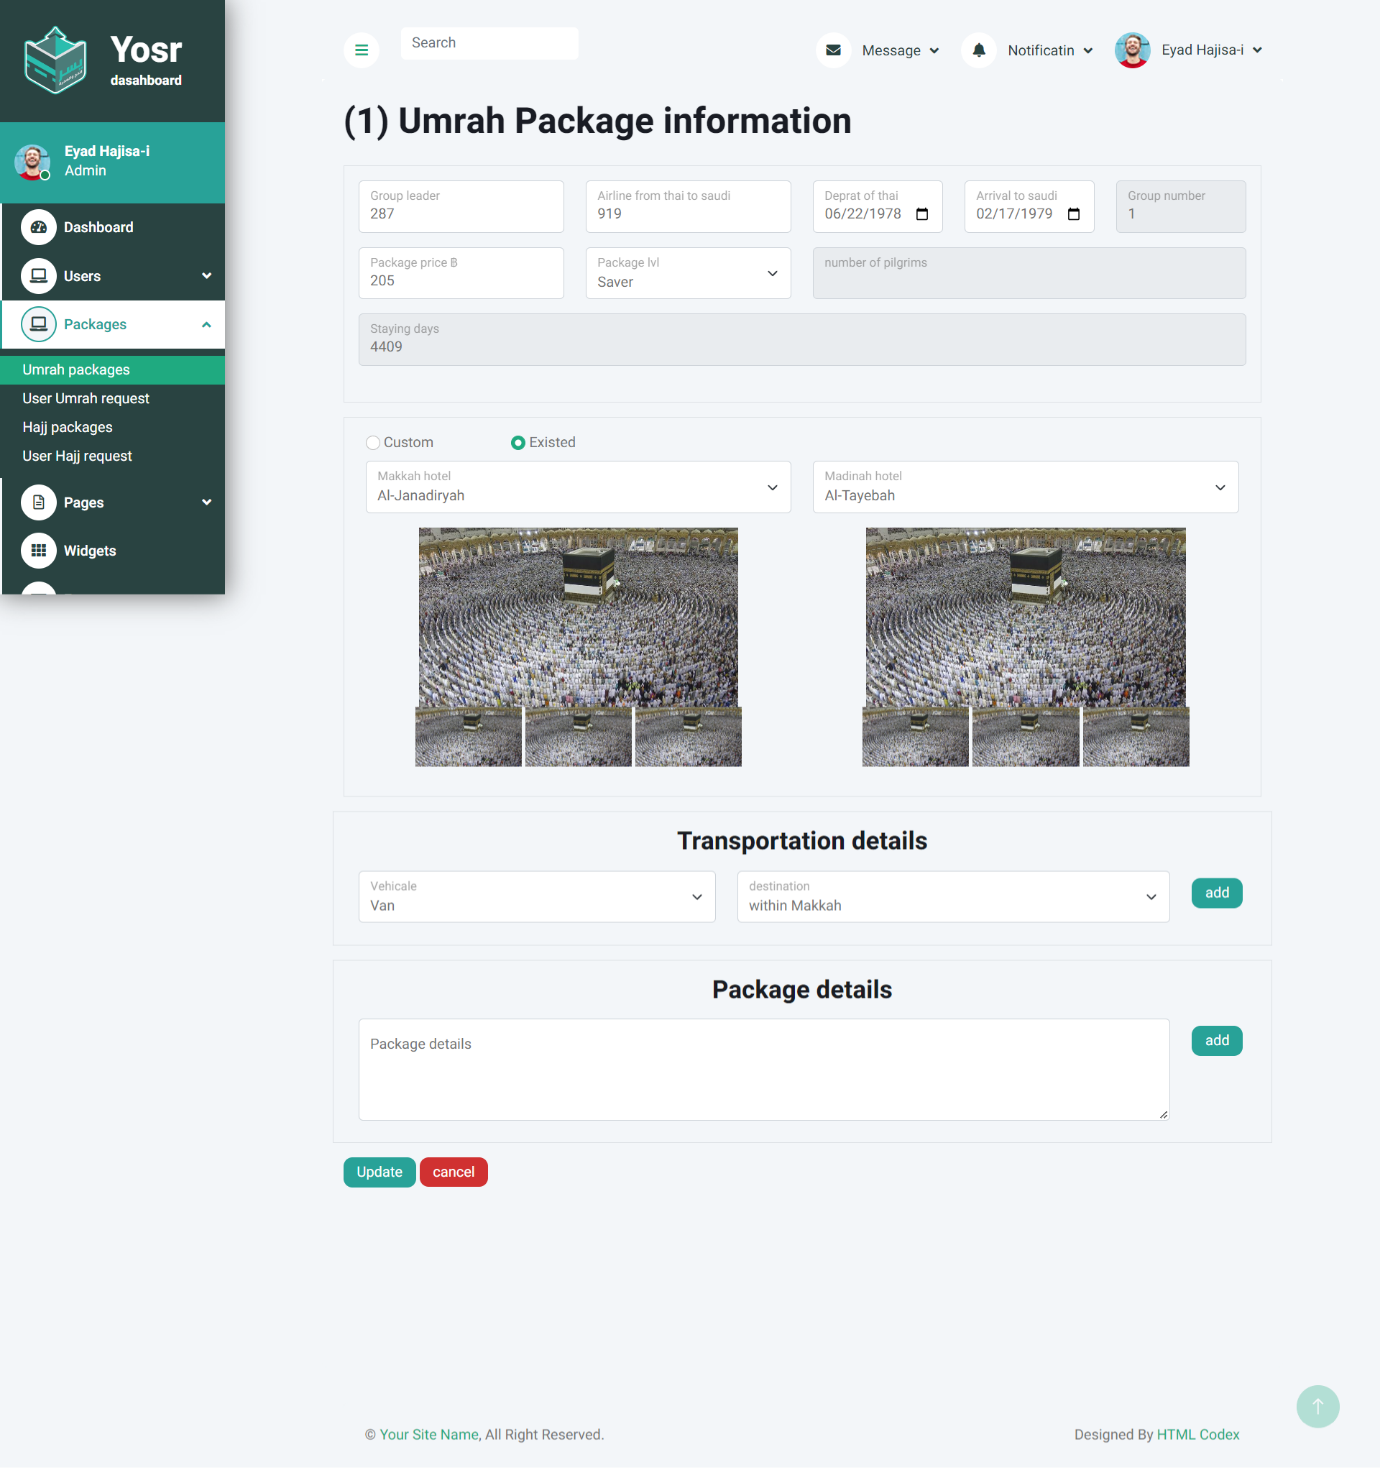 Yosr
dasahboard
Eyad Hajisa-i
Admin
Dashboard
Users
Packages
Umrah packages
User Umrah request
Hajj packages
User Hajj request
Pages
Widgets
Search
Message
Notificatin
Eyad Hajisa-i
(1) Umrah Package information
Group leader
287
Airline from thai to saudi
919
Deprat of thai
06/22/1978
Arrival to saudi
02/17/1979
Group number
1
Package price ฿
205
Package lvl
Saver
number of pilgrims
Staying days
4409
Custom
Existed
Makkah hotel
Al-Janadiryah
Madinah hotel
Al-Tayebah
Transportation details
Vehicale
Van
destination
within Makkah
add
Package details
Package details
add
Update
cancel
© Your Site Name, All Right Reserved.
Designed By HTML Codex